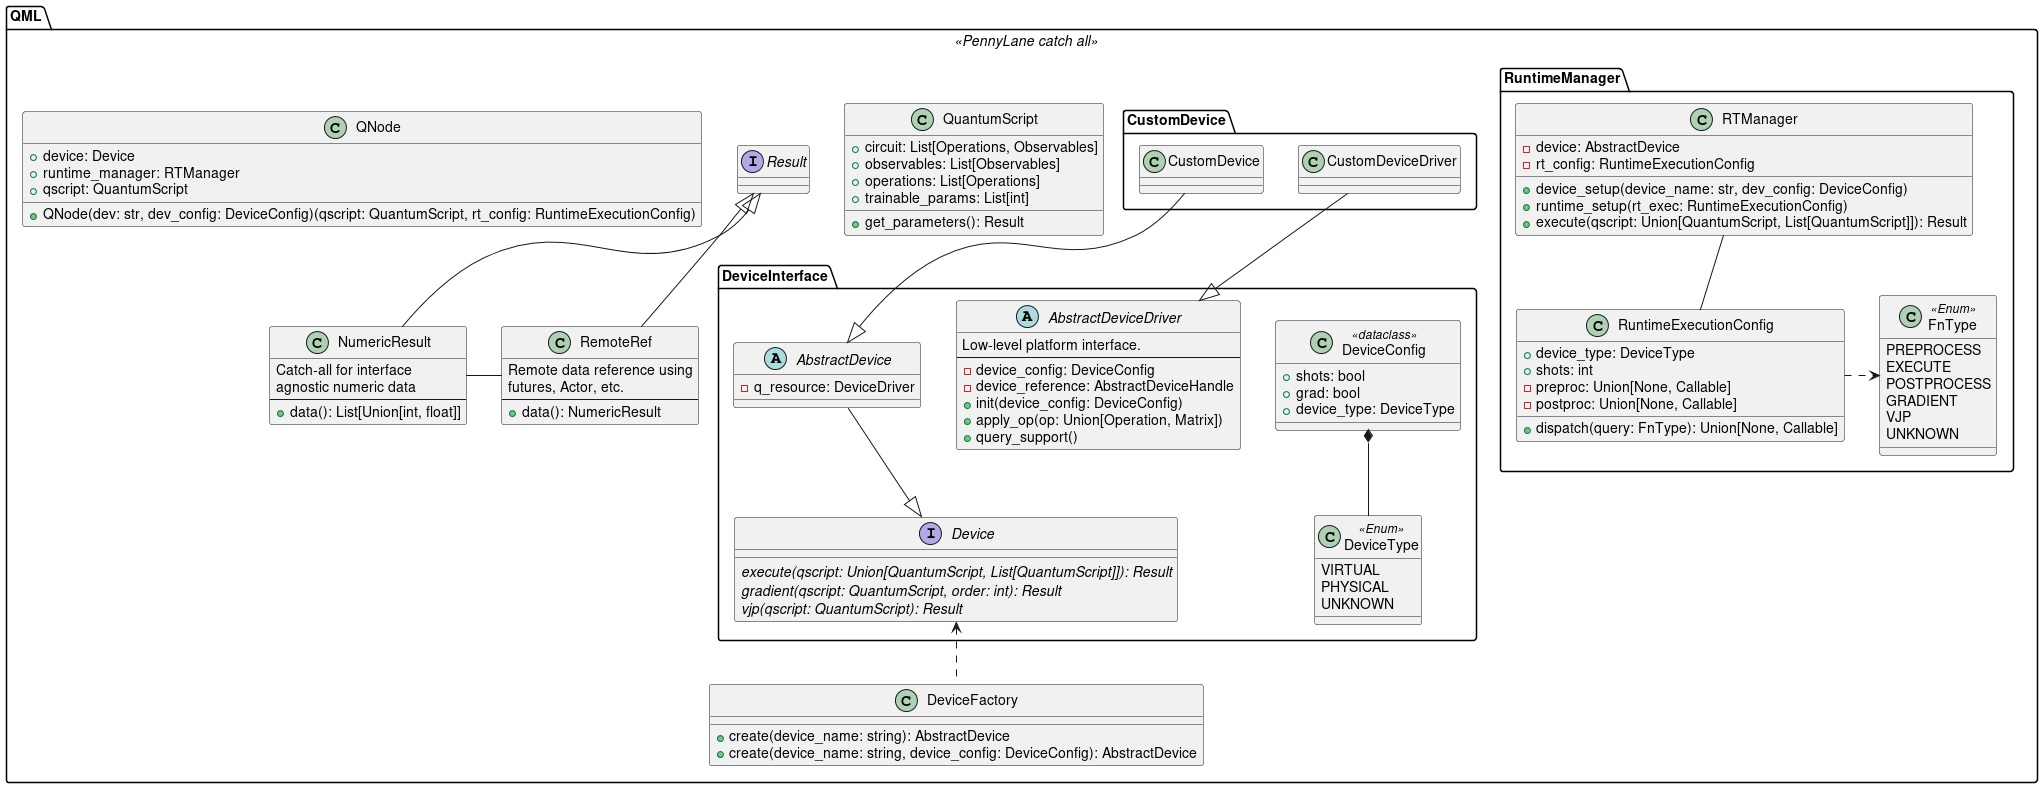 QML
«PennyLane catch all»
QNode
device: Device
runtime_manager: RTManager
qscript: QuantumScript
QNode(dev: str, dev_config: DeviceConfig)(qscript: QuantumScript, rt_config: RuntimeExecutionConfig)
I Result
QuantumScript
circuit: List[Operations, Observables]
observables: List[Observables]
operations: List[Operations]
trainable_params: List[int]
get_parameters(): Result
CustomDevice
C CustomDevice
C CustomDeviceDriver
RuntimeManager
C RTManager
device: AbstractDevice
rt_config: RuntimeExecutionConfig
device_setup(device_name: str, dev_config: DeviceConfig)
runtime_setup(rt_exec: RuntimeExecutionConfig)
execute(qscript: Union[QuantumScript, List[QuantumScript]]): Result
C NumericResult
Catch-all for interface
agnostic numeric data
data(): List[Union[int, float]]
C RemoteRef
Remote data reference using
futures, Actor, etc.
data(): NumericResult
DeviceInterface
A AbstractDevice
q_resource: DeviceDriver
A AbstractDeviceDriver
Low-level platform interface.
device_config: DeviceConfig
device_reference: AbstractDeviceHandle
init(device_config: DeviceConfig)
apply_op(op: Union[Operation, Matrix])
query_support()
«dataclass»
C DeviceConfig
shots: bool
grad: bool
device_type: DeviceType
C RuntimeExecutionConfig
device_type: DeviceType
shots: int
preproc: Union[None, Callable]
postproc: Union[None, Callable]
dispatch(query: FnType): Union[None, Callable]
«Enum»
C FnType
PREPROCESS
EXECUTE
POSTPROCESS
GRADIENT
VJP
UNKNOWN
I Device
execute(qscript: Union[QuantumScript, List[QuantumScript]]): Result
gradient(qscript: QuantumScript, order: int): Result
vjp(qscript: QuantumScript): Result
«Enum»
C DeviceType
VIRTUAL
PHYSICAL
UNKNOWN
C DeviceFactory
create(device_name: string): AbstractDevice
create(device_name: string, device_config: DeviceConfig): AbstractDevice